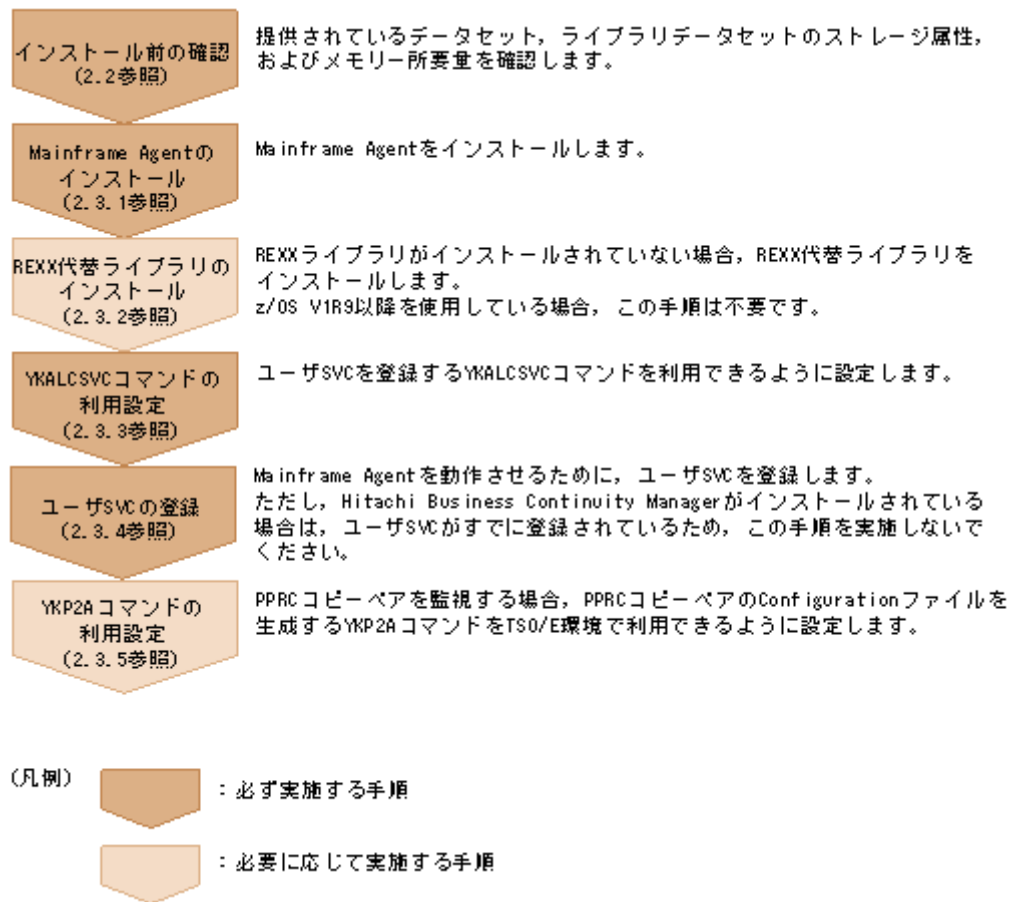 インストール前の確認
(2.2参照)
提供されているデータセット，ライブラリデータセットのストレージ属性，
およびメモリー所要量を確認します。
Mainframe Agentの
インストール
(2.3.1参照)
Mainframe Agentをインストールします。
REXX代替ライブラリの
インストール
(2.3.2参照)
REXXライブラリがインストールされていない場合，REXX代替ライブラリを
インストールします。
z/OS V1R9以降を使用している場合，この手順は不要です。
YKALCSVCコマンドの
利用設定
(2.3.3参照)
ユーザSVCを登録するYKALCSVCコマンドを利用できるように設定します。
ユーザSVCの登録
(2.3.4参照)
Mainframe Agentを動作させるために，ユーザSVCを登録します。
ただし，Hitachi Business Continuity Managerがインストールされている
場合は，ユーザSVCがすでに登録されているため，この手順を実施しないで
ください。
YKP2Aコマンドの
利用設定
(2.3.5参照)
PPRCコピーペアを監視する場合，PPRCコピーペアのConfigurationファイルを
生成するYKP2AコマンドをTSO/E環境で利用できるように設定します。
(凡例)
：必ず実施する手順
：必要に応じて実施する手順